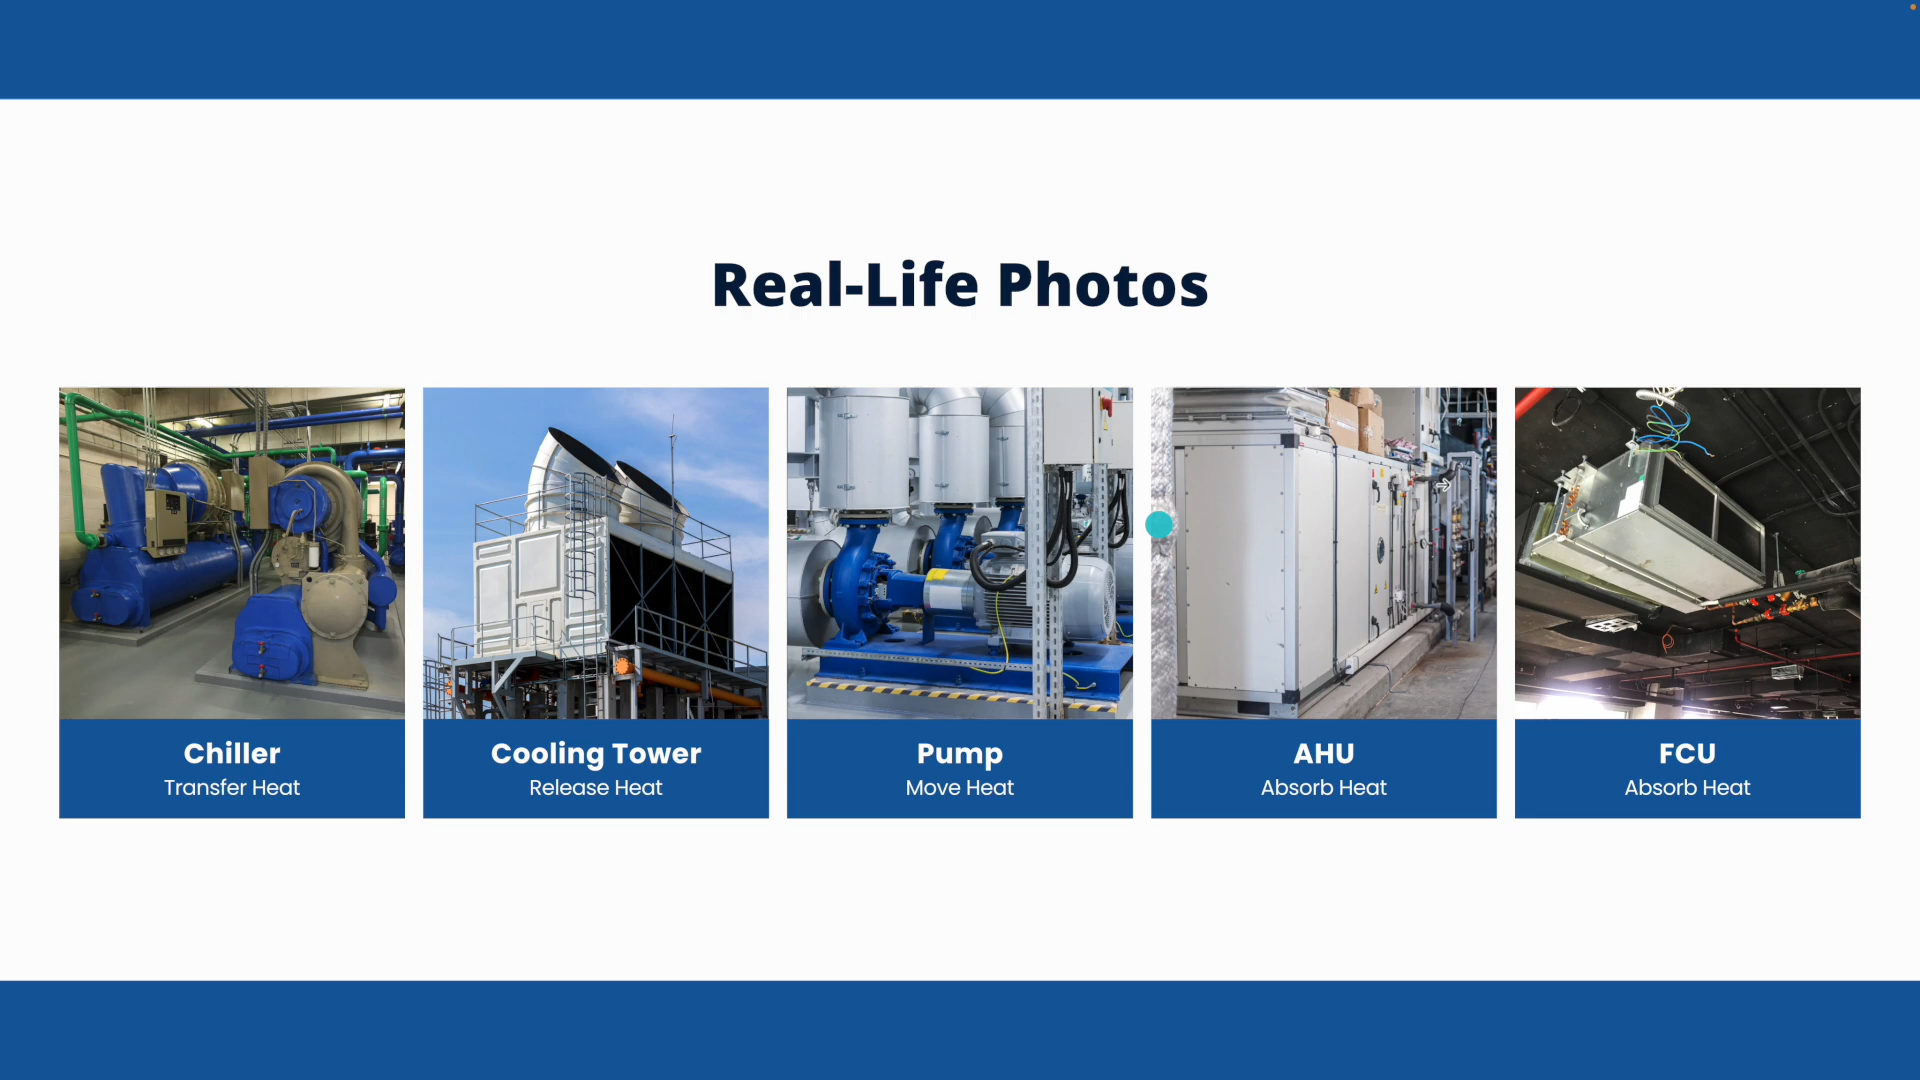 Real-Life Photos
Chiller
Transfer Heat
Cooling Tower
Release Heat
Pump
Move Heat
AHU
Absorb Heat
FCU
Absorb Heat